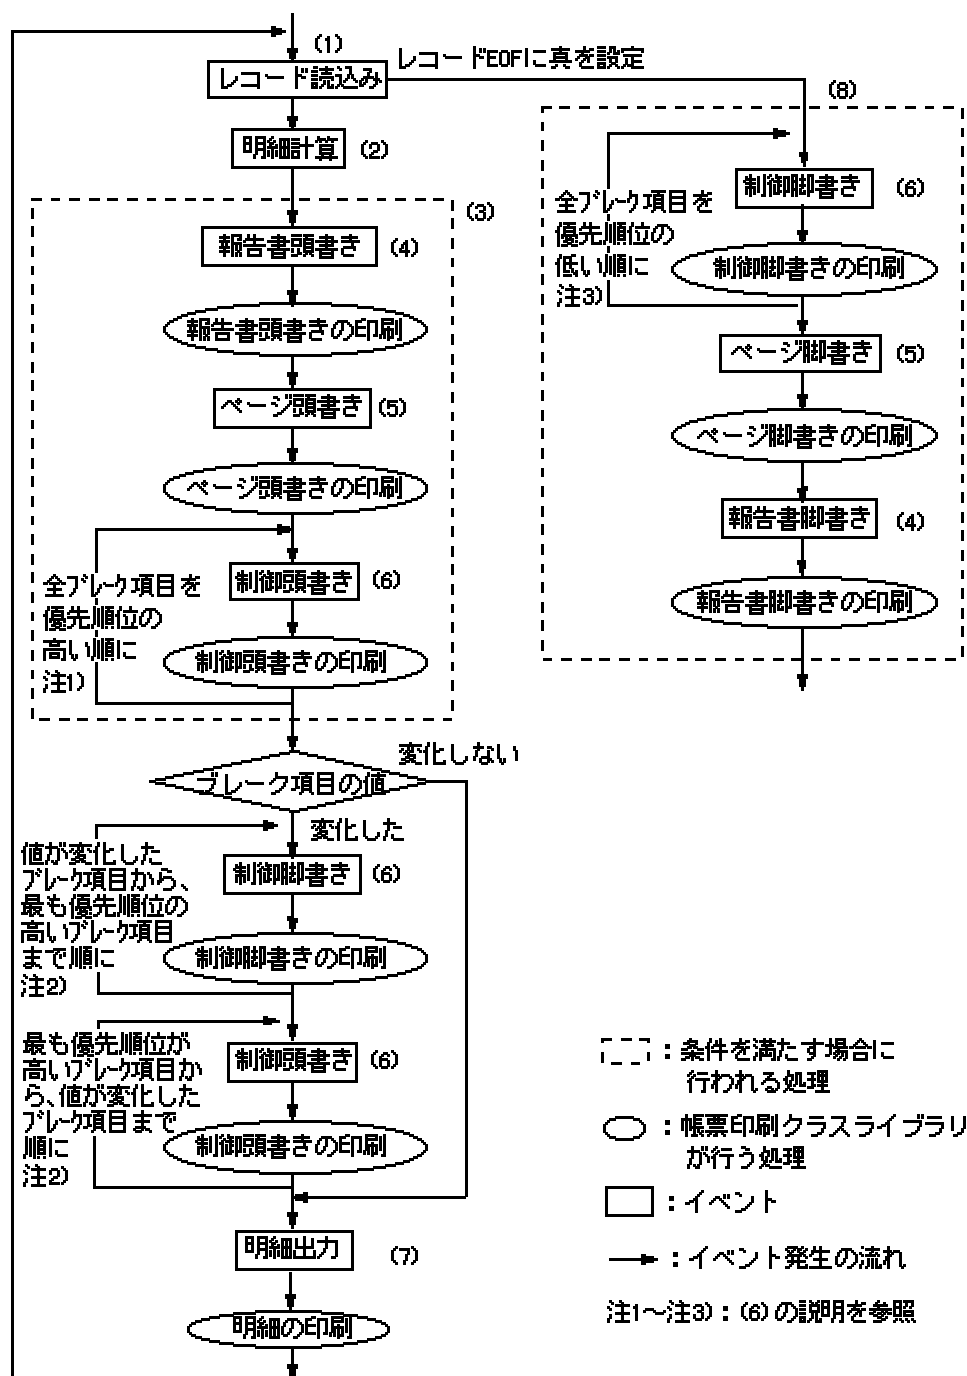 (1)
レコード読込み
レコードEOFに真を設定
明細計算
(2)
(3)
報告書頭書き
(4)
報告書頭書きの印刷
ページ頭書き
(5)
ページ頭書きの印刷
全ブレーク項目を
優先順位の
高い順に
注1)
制御頭書き
(6)
制御頭書きの印刷
変化しない
ブレーク項目の値
変化した
値が変化した
ブレーク項目から、
最も優先順位の
高いブレーク項目
まで順に
注2)
制御脚書き
(6)
制御脚書きの印刷
最も優先順位が
高いブレーク項目か
ら、値が変化した
ブレーク項目まで
順に
注2)
制御頭書き
(6)
制御頭書きの印刷
明細出力
(7)
明細の印刷
(8)
全ブレーク項目を
優先順位の
低い順に
注3)
制御脚書き
(6)
制御脚書きの印刷
ページ脚書き
(5)
ページ脚書きの印刷
報告書脚書き
(4)
報告書脚書きの印刷
：条件を満たす場合に
行われる処理
：帳票印刷クラスライブラリ
が行う処理
：イベント
：イベント発生の流れ
注1～注3)：(6)の説明を参照